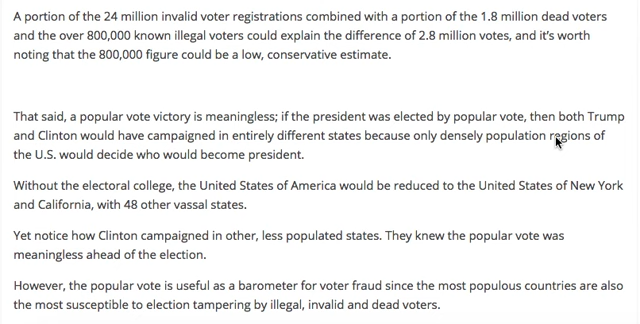 A portion of the 24 million invalid voter registrations combined with a portion of the 1.8 million dead voters
and the over 800,000 known illegal voters could explain the difference of 2.8 million votes, and it's worth
noting that the 800,000 figure could be a low, conservative estimate.
That said, a popular vote victory is meaningless; if the president was elected by popular vote, then both Trump
and Clinton would have campaigned in entirely different states because only densely population regions of
the U.S. would decide who would become president.
Without the electoral college, the United States of America would be reduced to the United States of New York
and California, with 48 other vassal states.
Yet notice how Clinton campaigned in other, less populated states. They knew the popular vote was
meaningless ahead of the election.
However, the popular vote is useful as a barometer for voter fraud since the most populous countries are also
the most susceptible to election tampering by illegal, invalid and dead voters.